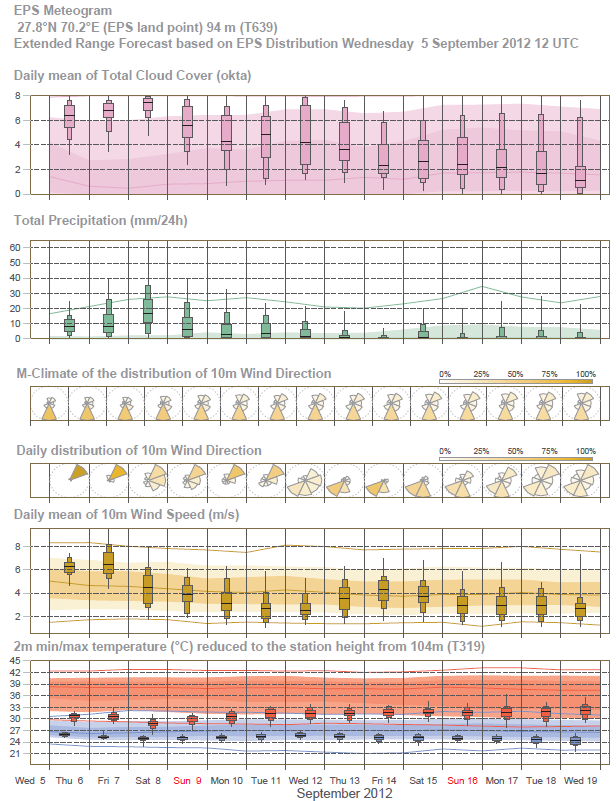 EPS Meteogram
27.8°N 70.2°E (EPS land point) 94 m (T639)
Extended Range Forecast based on EPS Distribution Wednesday 5 September 2012 12 UTC
Daily mean of Total Cloud Cover (okta)
8
6
4
2
0
Total Precipitation (mm/24h)
60
50
40
30
20
10
0
M-Climate of the distribution of 10m Wind Direction
0% 25% 50% 75% 100%
Daily distribution of 10m Wind Direction
0% 25% 50% 75% 100%
Daily mean of 10m Wind Speed (m/s)
8
6
4
2
2m min/max temperature (°C) reduced to the station height from 104m (T319)
45
42
39
36
33
30
27
24
21
Wed 5 Thu 6 Fri 7 Sat 8 Sun 9 Mon 10 Tue 11 Wed 12 Thu 13 Fri 14 Sat 15 Sun 16 Mon 17 Tue 18 Wed 19
September 2012